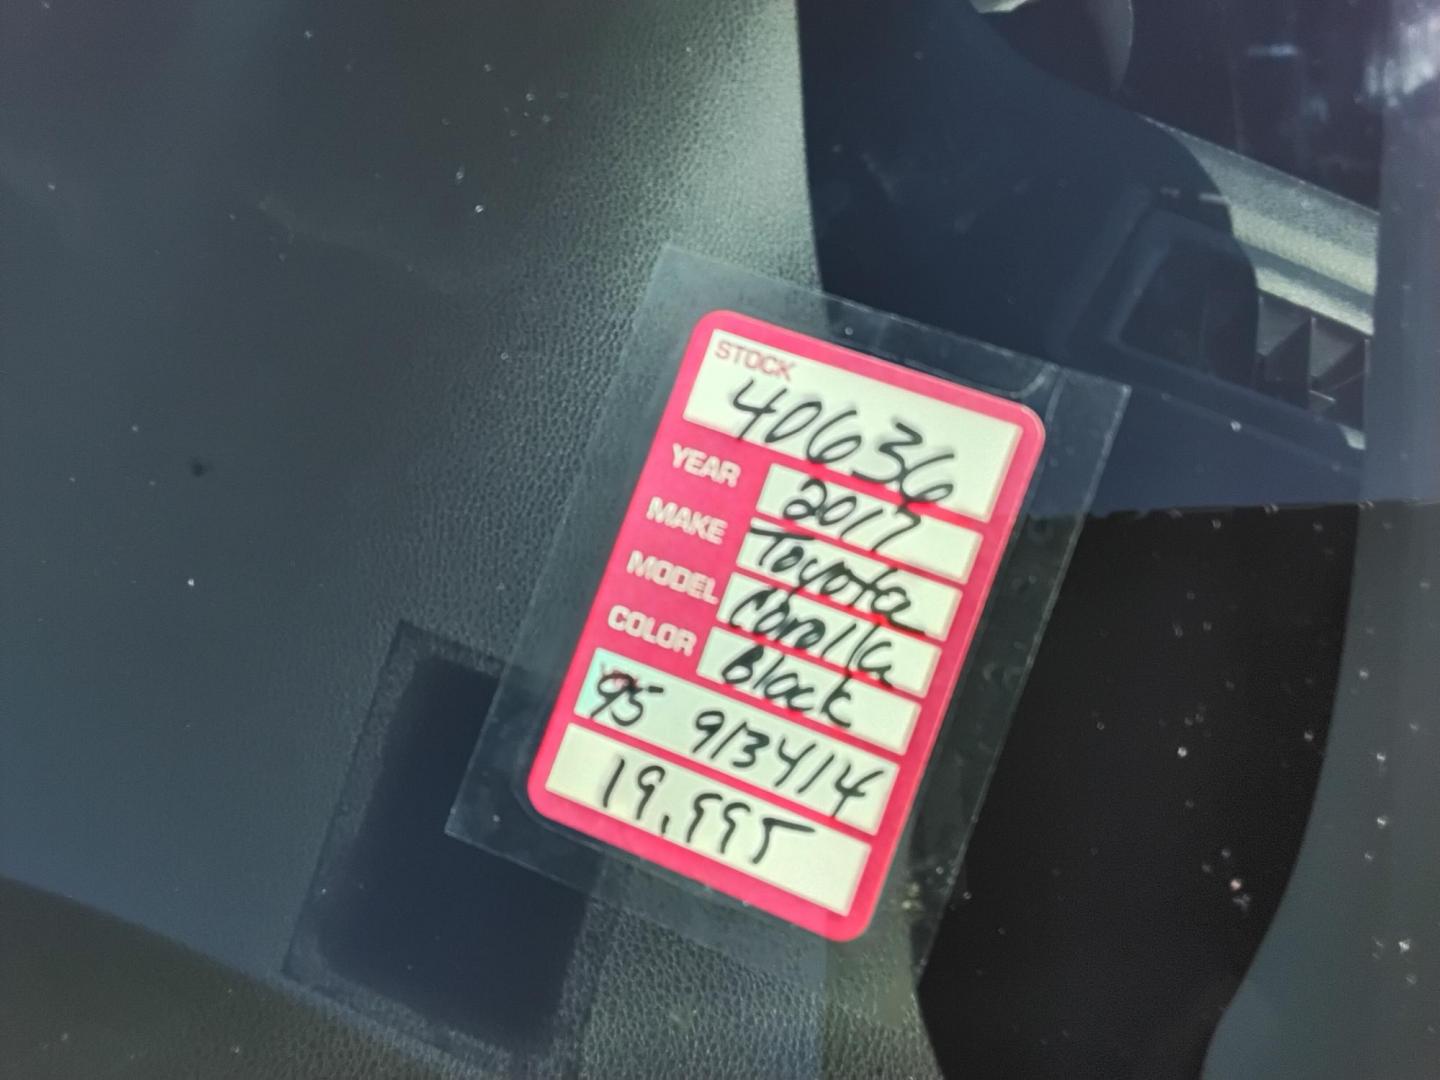 STOCK
40636
YEAR 2017
MAKE Toyota
MODEL Corolla
COLOR Black
95 913414
19,995